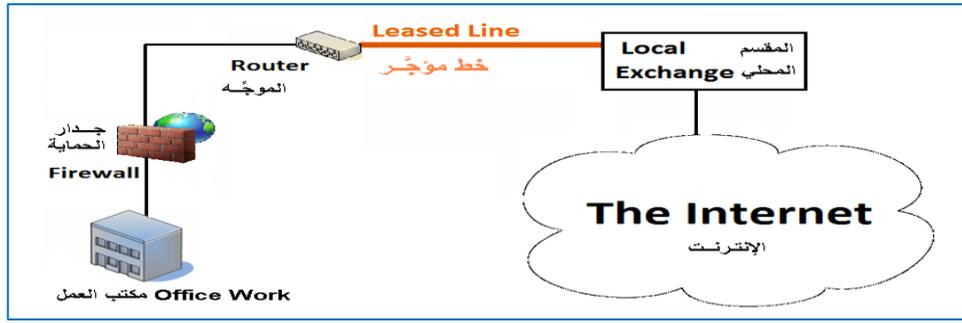 Leased Line
خط مؤجَّر
Router
الموجَّه
Local
Exchange
المقسم
المحلي
جدار
الحماية
Firewall
The Internet
الإنترنت
مكتب العمل Office Work